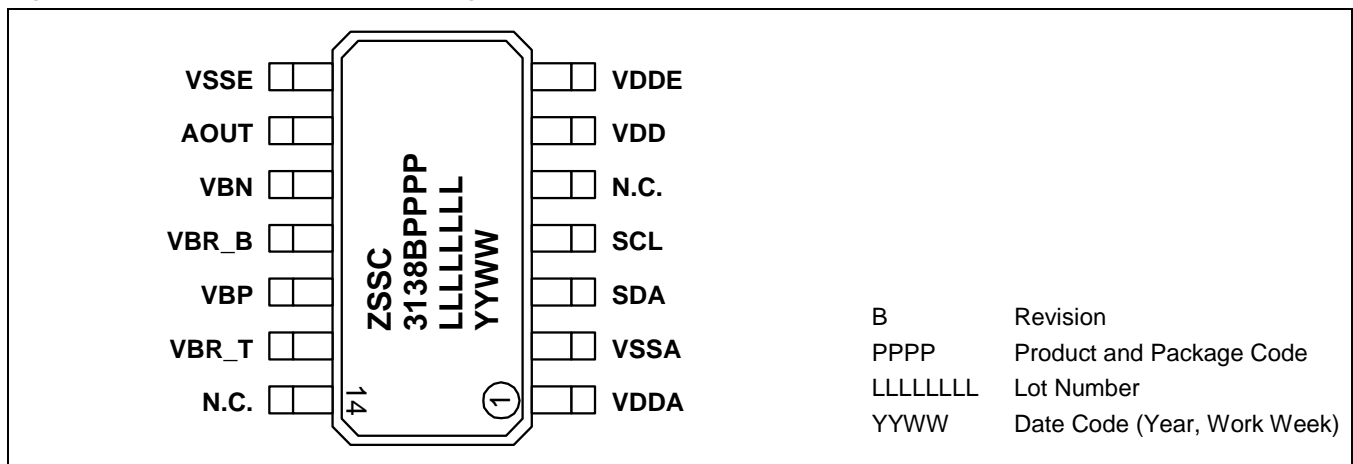 VSSE
AOUT
VBN
VBR_B
VBP
VBR_T
N.C.
ZSSC
3138BPPPP
LLLLLLLL
YYWW
14
1
VDDE
VDD
N.C.
SCL
SDA
VSSA
VDDA
B Revision
PPPP Product and Package Code
LLLLLLLL Lot Number
YYWW Date Code (Year, Work Week)